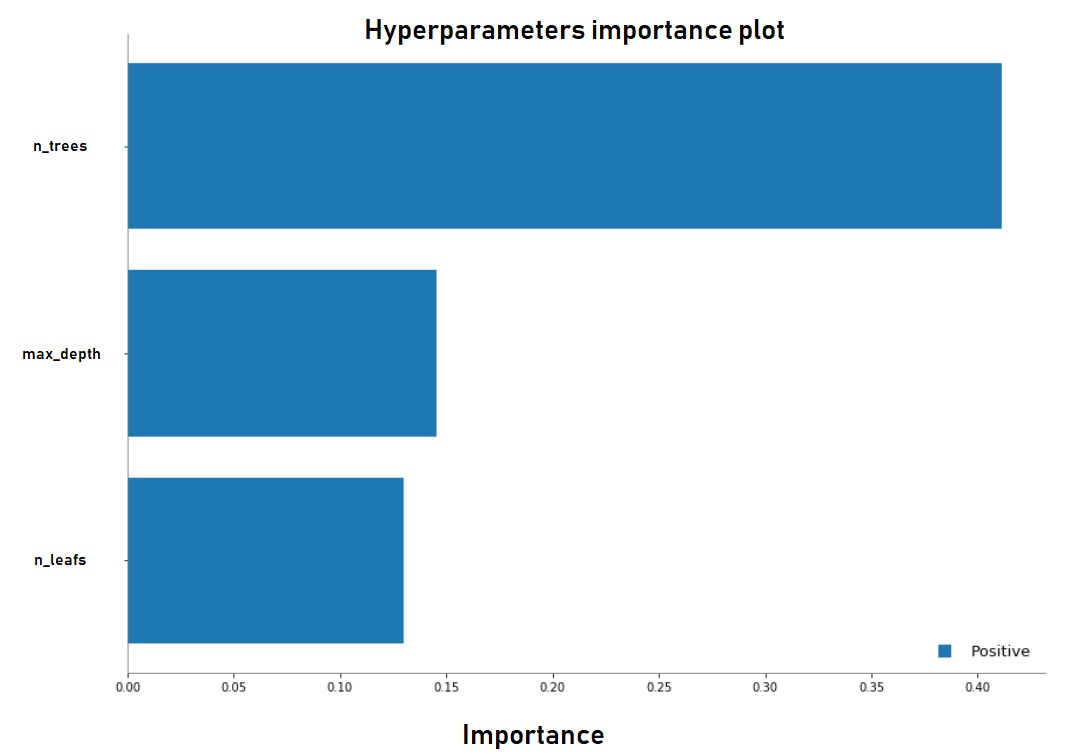 Hyperparameters importance plot
n_trees
max_depth
n_leafs
Positive
0.00 0.05 0.10 0.15 0.20 0.25 0.30 0.35 0.40
Importance